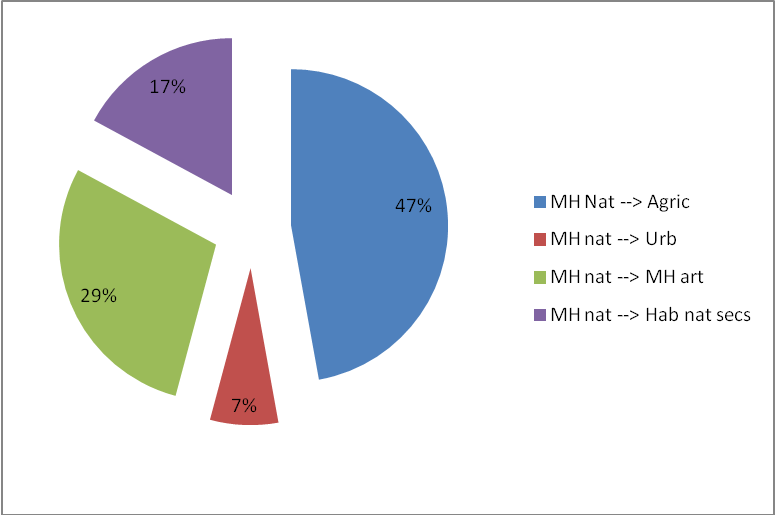 17%
47%
29%
7%
MH Nat --> Agric
MH nat --> Urb
MH nat --> MH art
MH nat --> Hab nat secs